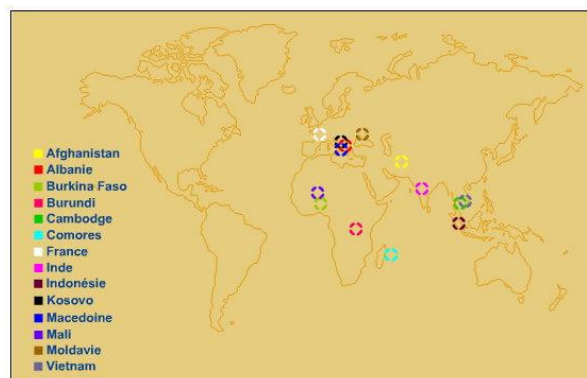 Afghanistan
Albanie
Burkina Faso
Burundi
Cambodge
Comores
France
Inde
Indonésie
Kosovo
Macedoine
Mali
Moldavie
Vietnam